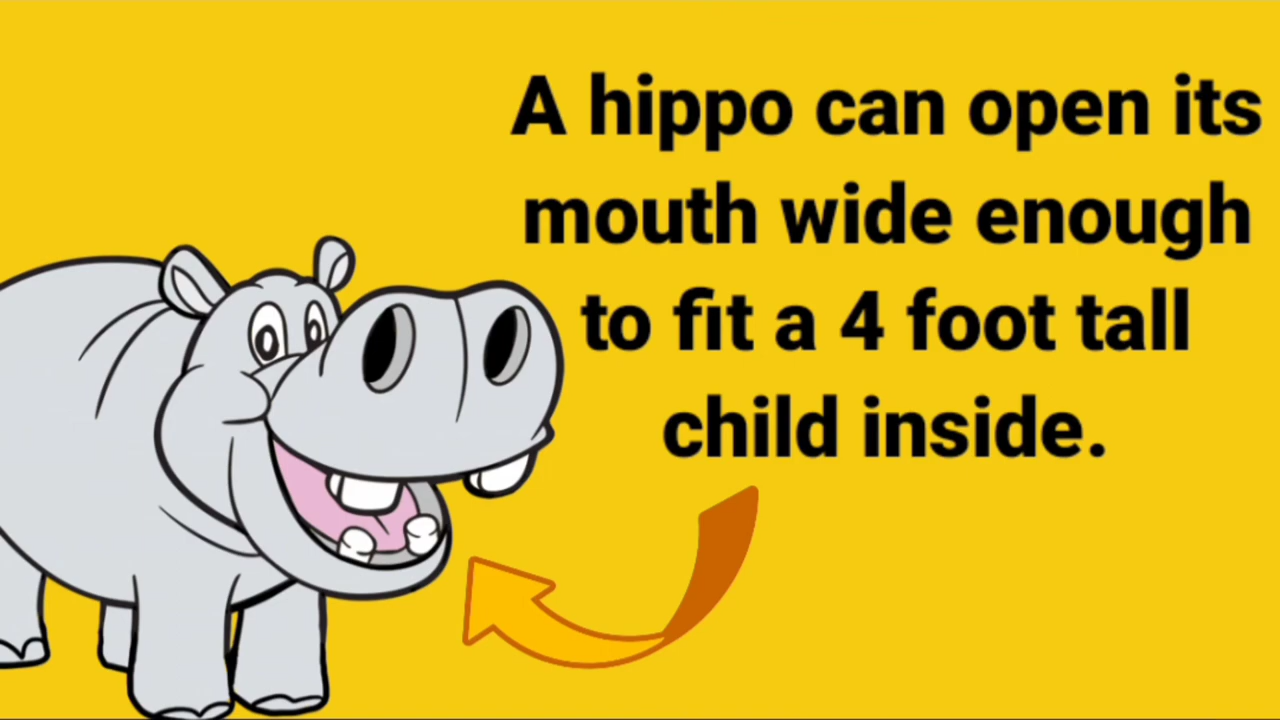 A hippo can open its
mouth wide enough
to fit a 4 foot tall
child inside.